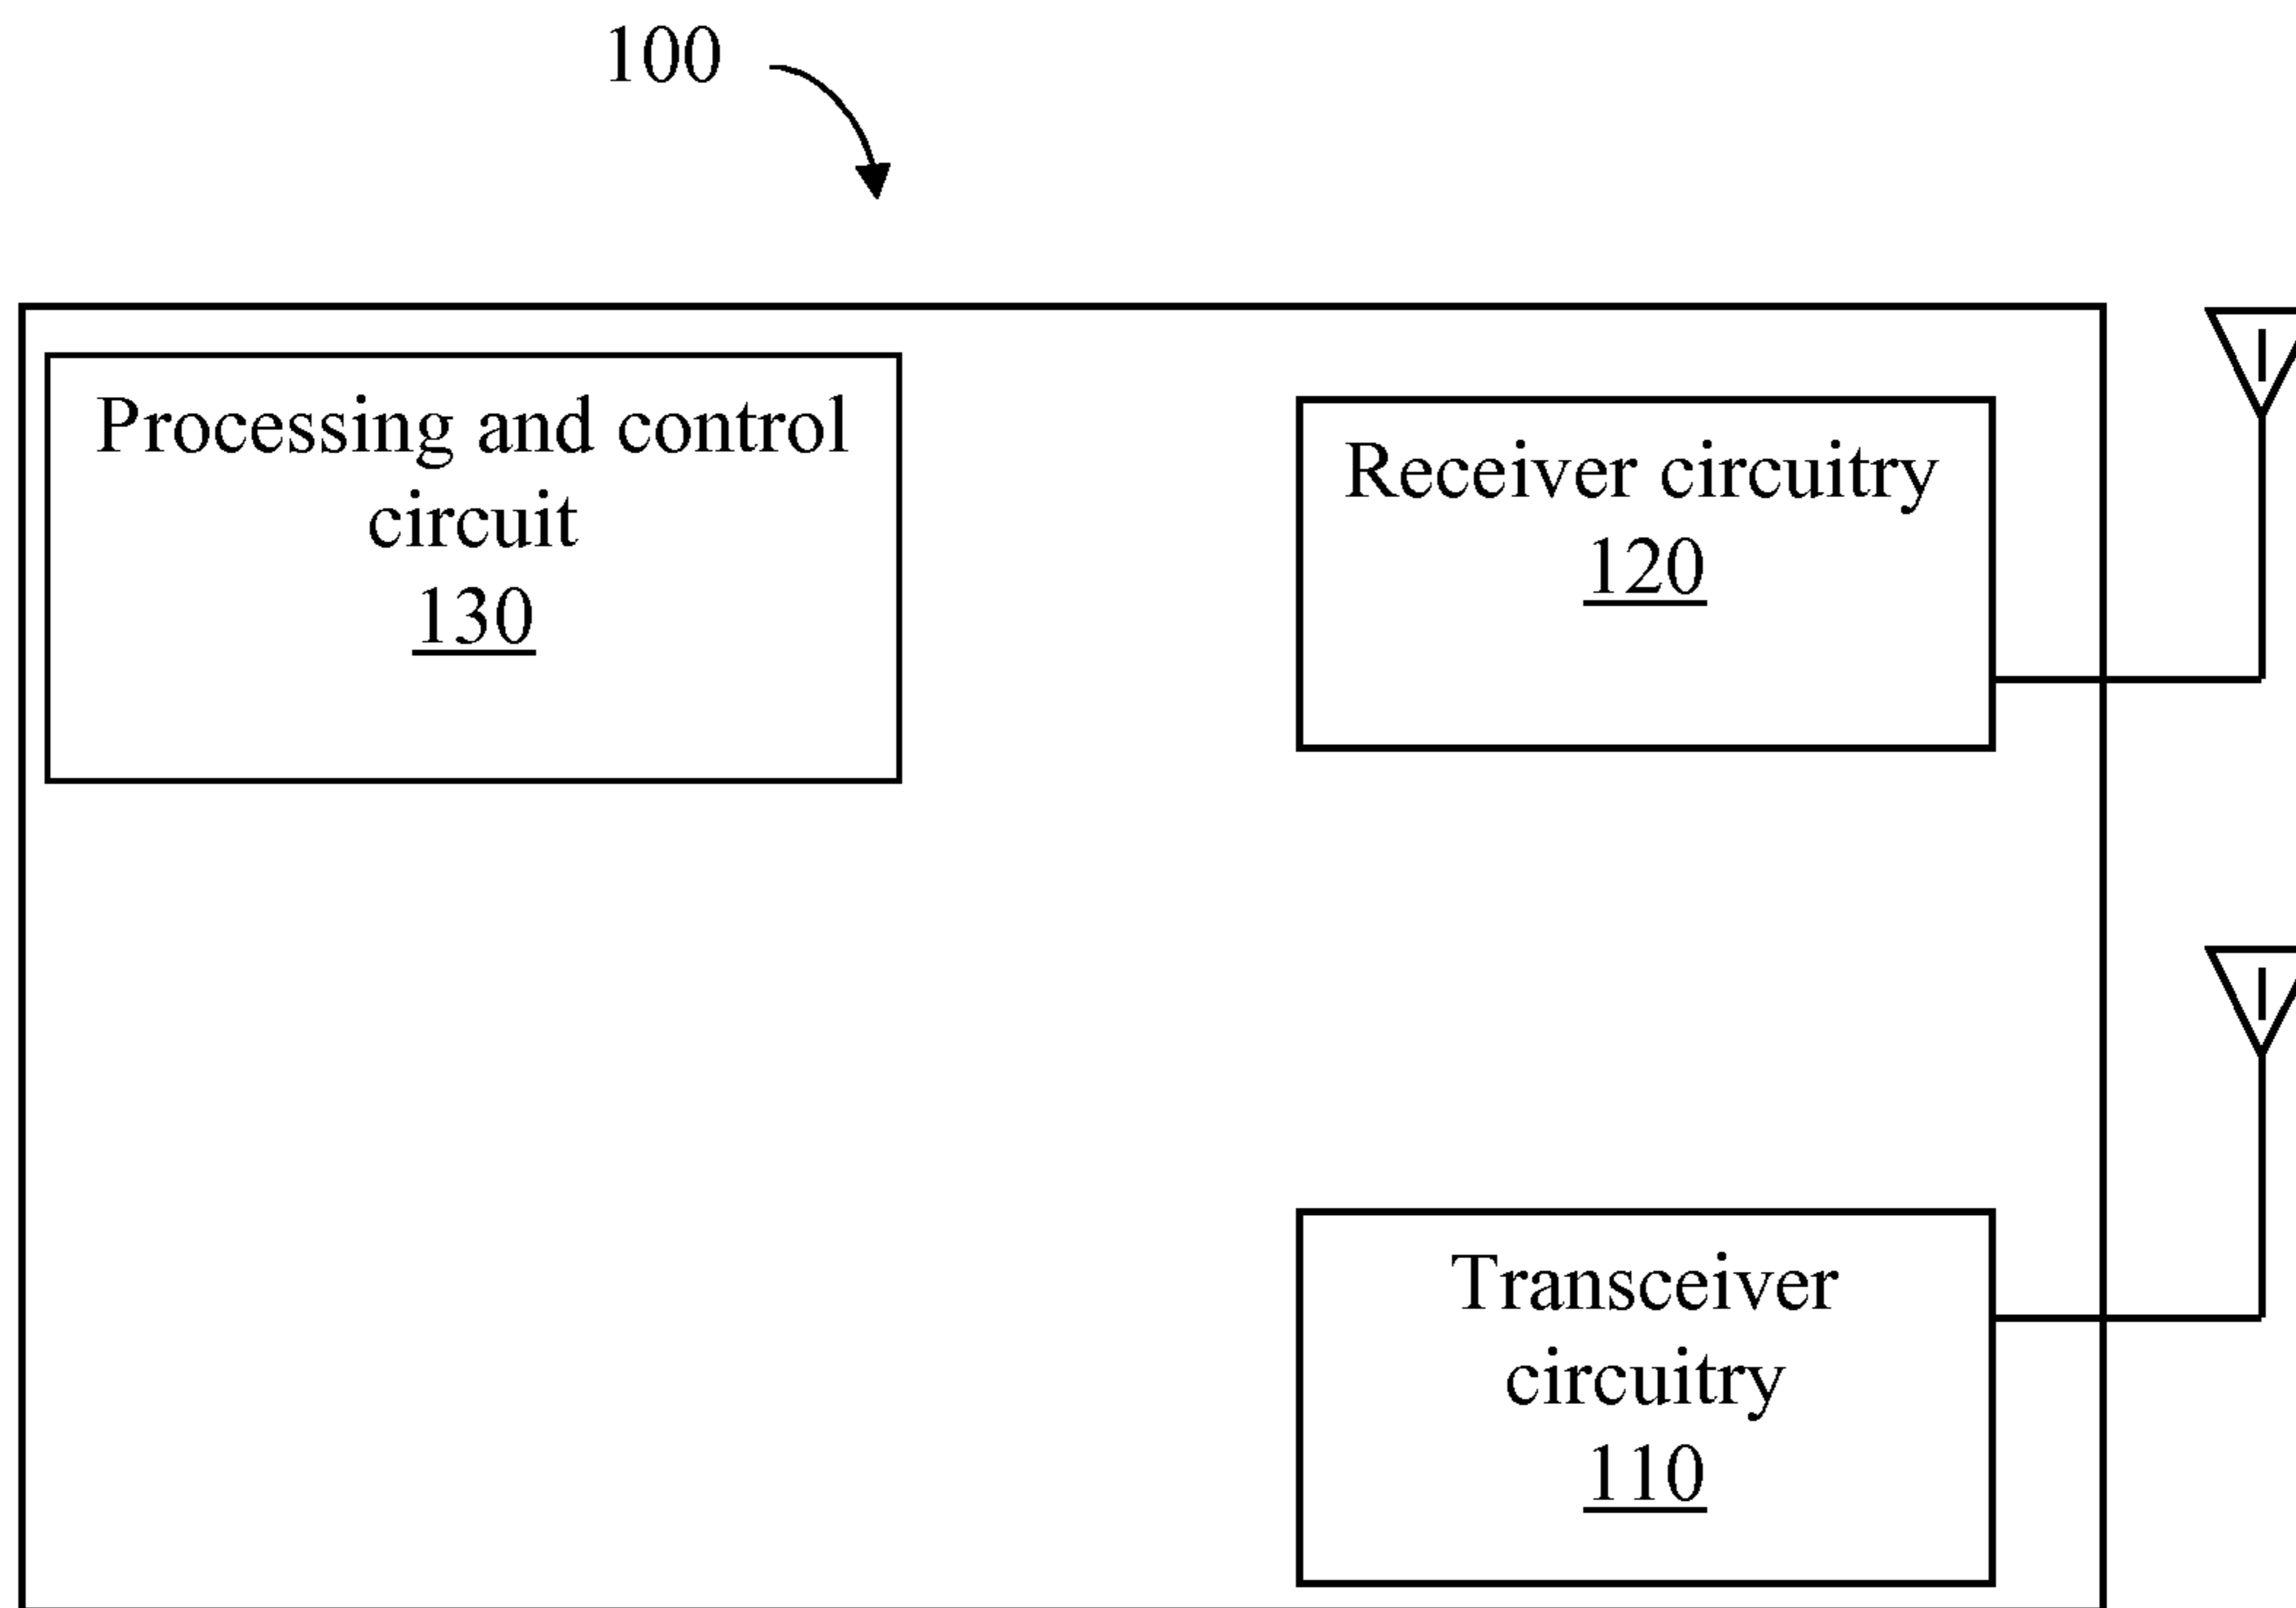 100
Processing and control
circuit
130
Receiver circuitry
120
Transceiver
circuitry
110